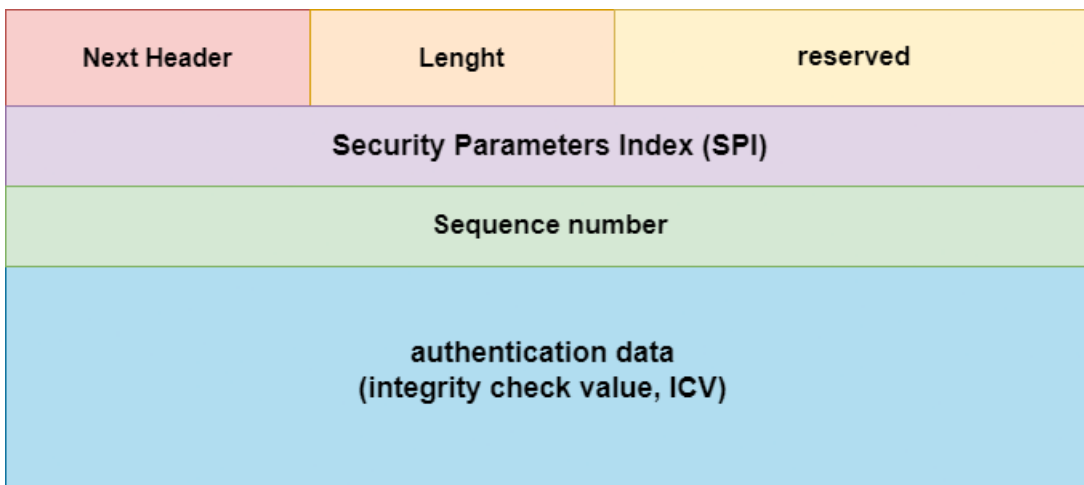 Next Header
Lenght
reserved
Security Parameters Index (SPI)
Sequence number
authentication data
(integrity check value, ICV)